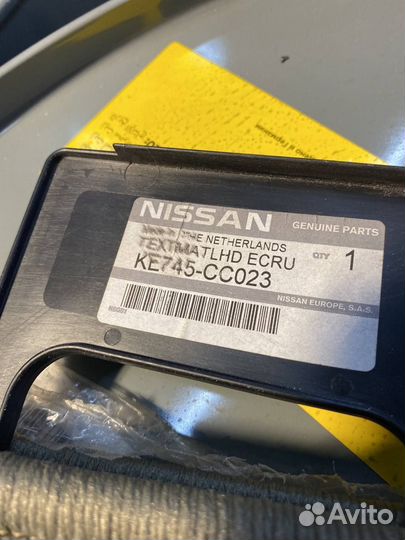 NISSAN
GENUINE PARTS
THE NETHERLANDS
TEXTMATLHD ECRU
QTY 1
KE745-CC023
NISSAN EUROPE, S.A.S.
Avito